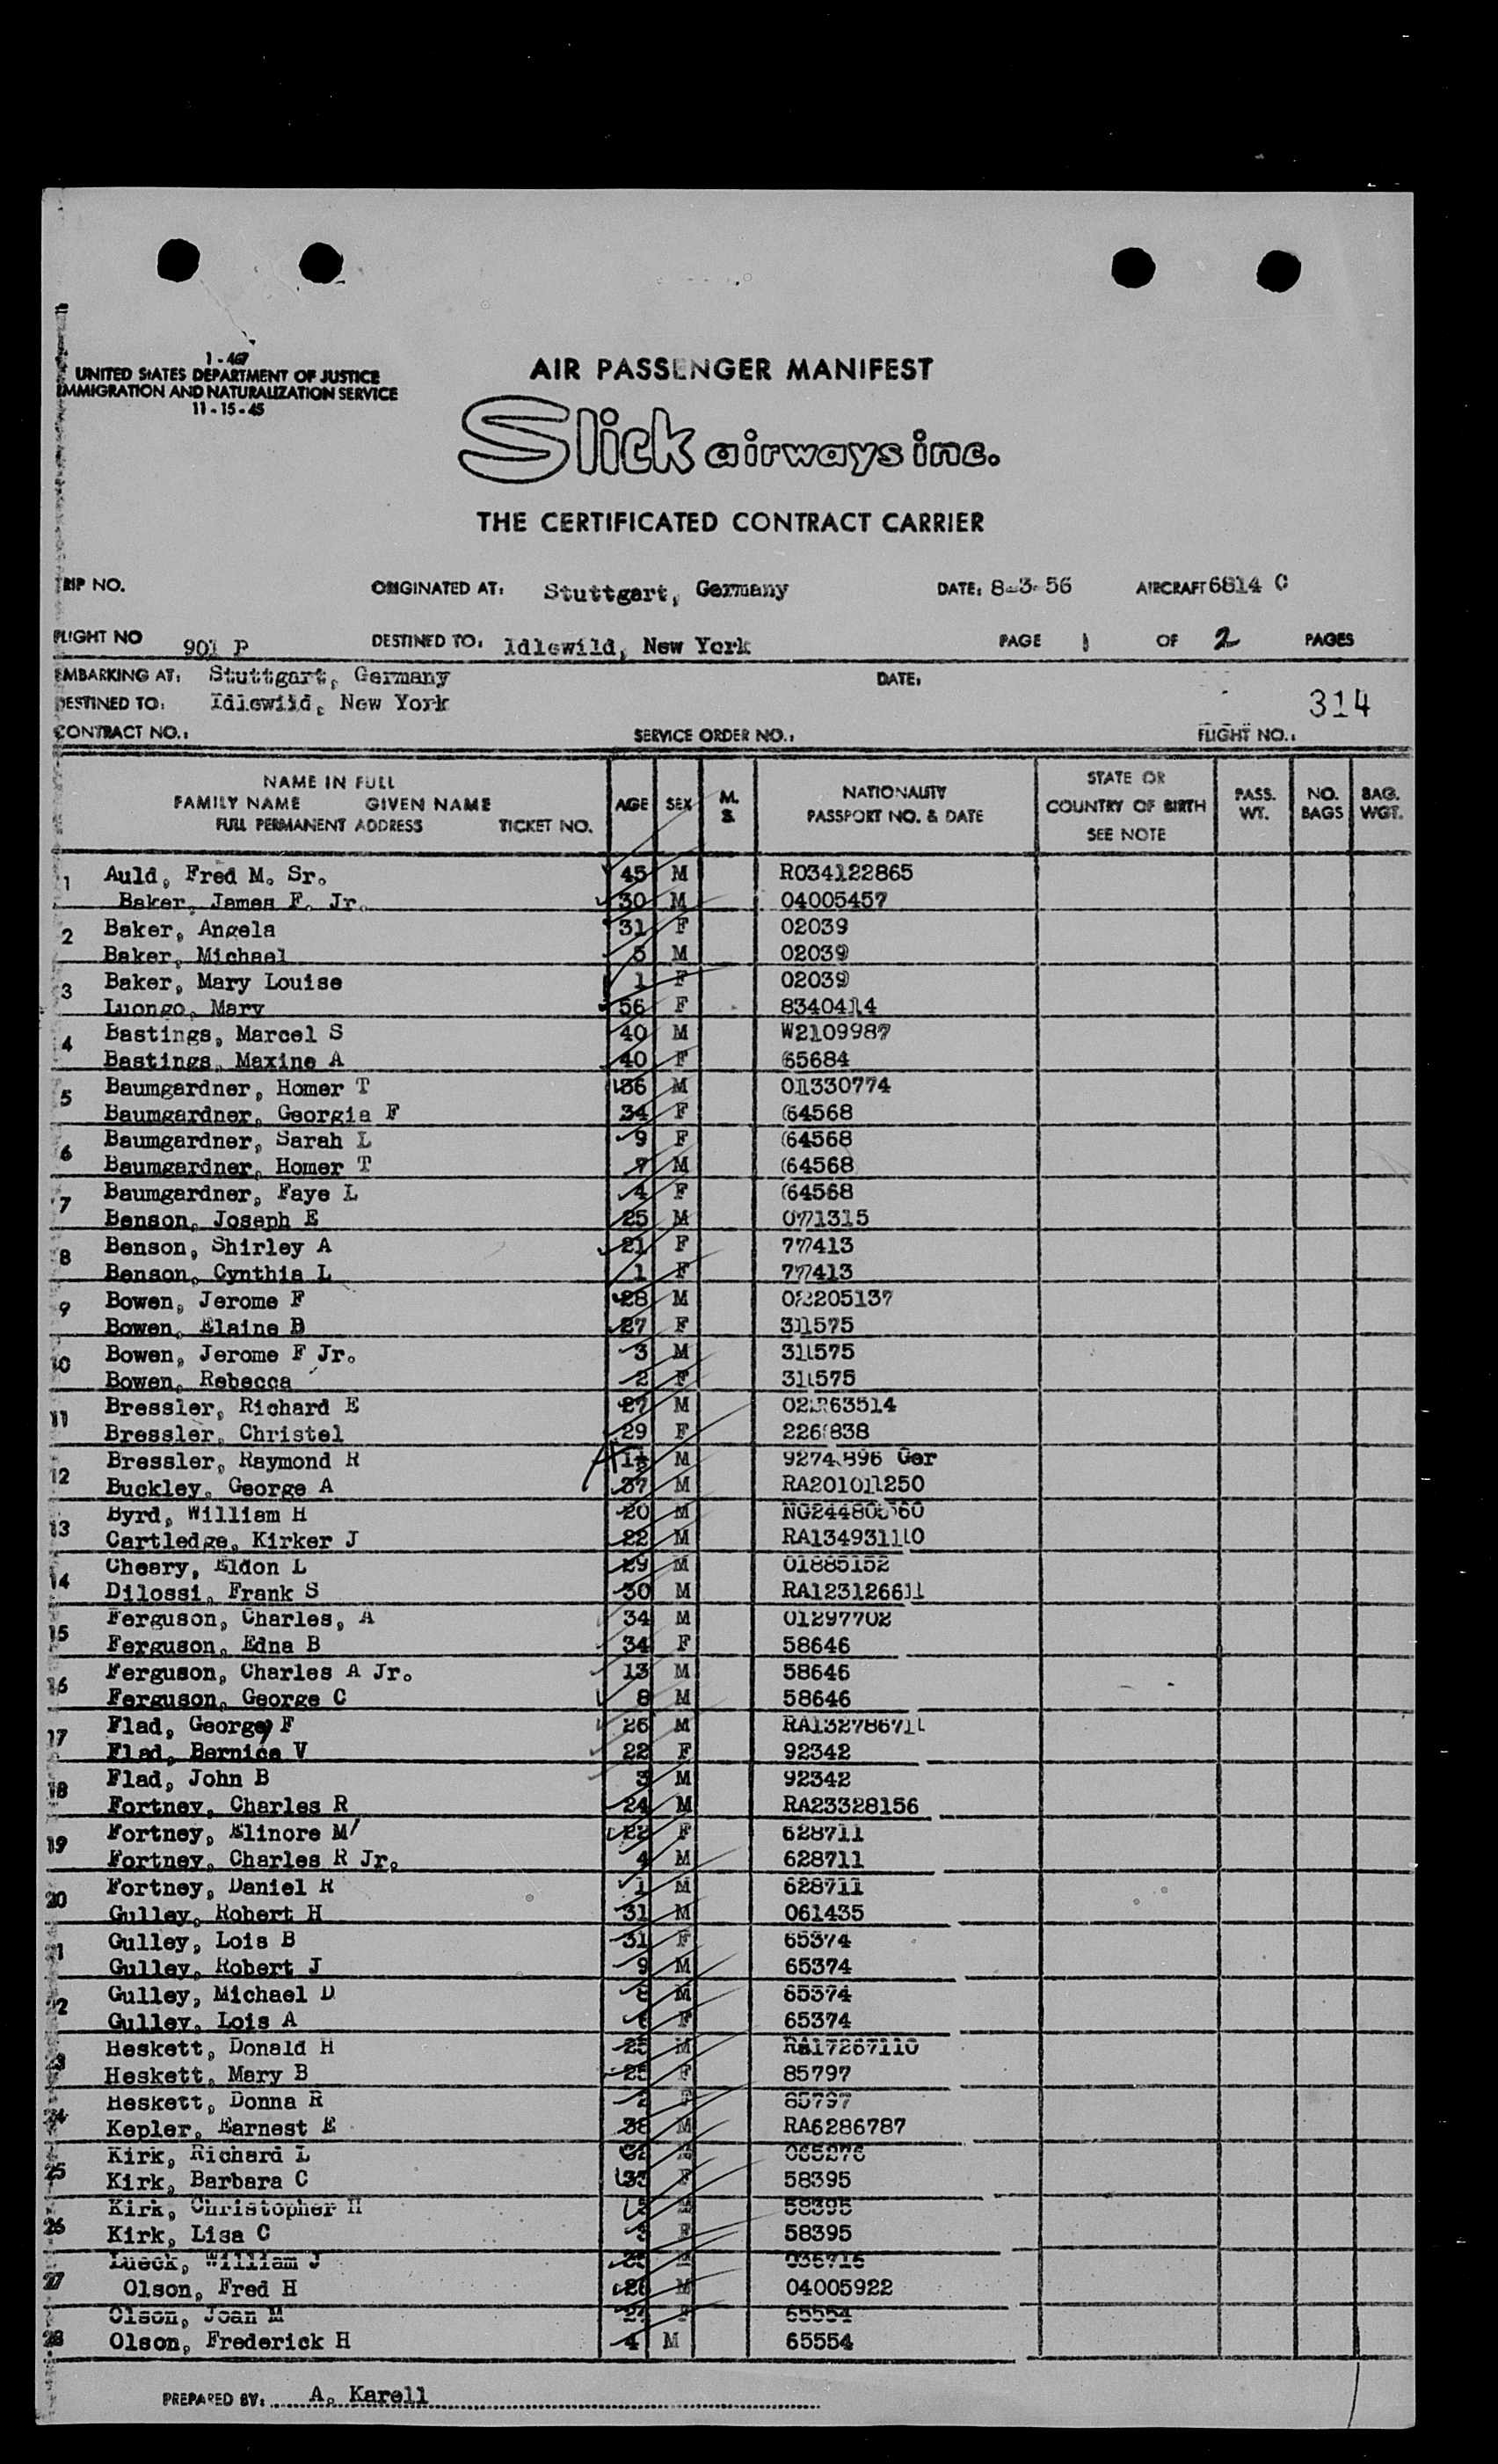 1 - 467
UNITED STATES DEPARTMENT OF JUSTICE
IMMIGRATION AND NATURALIZATION SERVICE
11 - 15 - 45
AIR PASSENGER MANIFEST
Slick airways inc.
THE CERTIFICATED CONTRACT CARRIER
TRIP NO. ORIGINATED AT: Stuttgart, Germany DATE: 8-3-56 AIRCRAFT 6814 C
FLIGHT NO 901 P DESTINED TO: Idlewild, New York PAGE 1 OF 2 PAGES
EMBARKING AT: Stuttgart, Germany DATE:
DESTINED TO: Idlewild, New York 314
CONTRACT NO.: SERVICE ORDER NO.: FLIGHT NO.:
NAME IN FULL
FAMILY NAME GIVEN NAME
FULL PERMANENT ADDRESS TICKET NO.
AGE SEX M. S. NATIONALITY PASSPORT NO. & DATE STATE OR COUNTRY OF BIRTH SEE NOTE PASS. WT. NO. BAGS BAG. WGT.
1 Auld, Fred M. Sr. 45 M RO34122865
Baker, James F. Jr. 30 M 04005457
2 Baker, Angela 31 F 02039
Baker, Michael 5 M 02039
3 Baker, Mary Louise 1 F 02039
Luongo, Mary 56 F 8340414
4 Bastings, Marcel S 40 M W2109987
Bastings, Maxine A 40 F 65684
5 Baumgardner, Homer T 36 M 01330774
Baumgardner, Georgia F 34 F 64568
6 Baumgardner, Sarah L 9 F 64568
Baumgardner, Homer T 7 M 64568
7 Baumgardner, Faye L 4 F 64568
Benson, Joseph E 25 M 071315
8 Benson, Shirley A 21 F 77413
Benson, Cynthia L 1 F 77413
9 Bowen, Jerome F 28 M 02205137
Bowen, Elaine B 27 F 311575
10 Bowen, Jerome F Jr. 3 M 311575
Bowen, Rebecca 2 F 311575
11 Bressler, Richard E 27 M 02263514
Bressler, Christel 29 F 226838
12 Bressler, Raymond R M 9274896 Ger
Buckley, George A 37 M RA20101250
13 Byrd, William H 20 M
Cartledge, Kirker J 22 M RA13493110
14 Cheary, Eldon L 29 M 01885152
Dilossi, Frank S 30 M RA12312661
15 Ferguson, Charles, A 34 M 01297702
Ferguson, Edna B 34 F 58646
16 Ferguson, Charles A Jr. 13 M 58646
Ferguson, George C 8 M 58646
17 Flad, George F 26 M RA13278671
Flad, Bernice V 22 F 92342
18 Flad, John B 3 M 92342
Fortney, Charles R 24 M RA23328156
19 Fortney, Elinore M 22 F 628711
Fortney, Charles R Jr. 4 M 628711
20 Fortney, Daniel R 1 M 628711
Gulley, Robert H 31 M 061435
21 Gulley, Lois B 31 F 65374
Gulley, Robert J 9 M 65374
22 Gulley, Michael D M 65374
Gulley, Lois A F 65374
23 Heskett, Donald H 25 M RA17267110
Heskett, Mary B 25 F 85797
24 Heskett, Donna R 2 F 85797
Kepler, Earnest E 38 M RA6286787
25 Kirk, Richard L M 065276
Kirk, Barbara C 33 F 58395
26 Kirk, Christopher H M 58395
Kirk, Lisa C 3 F 58395
27 Lueck, William J M 036716
Olson, Fred H M 04005922
28 Olson, Joan M F 65554
Olson, Frederick H 4 M 65554
PREPARED BY: A. Karell